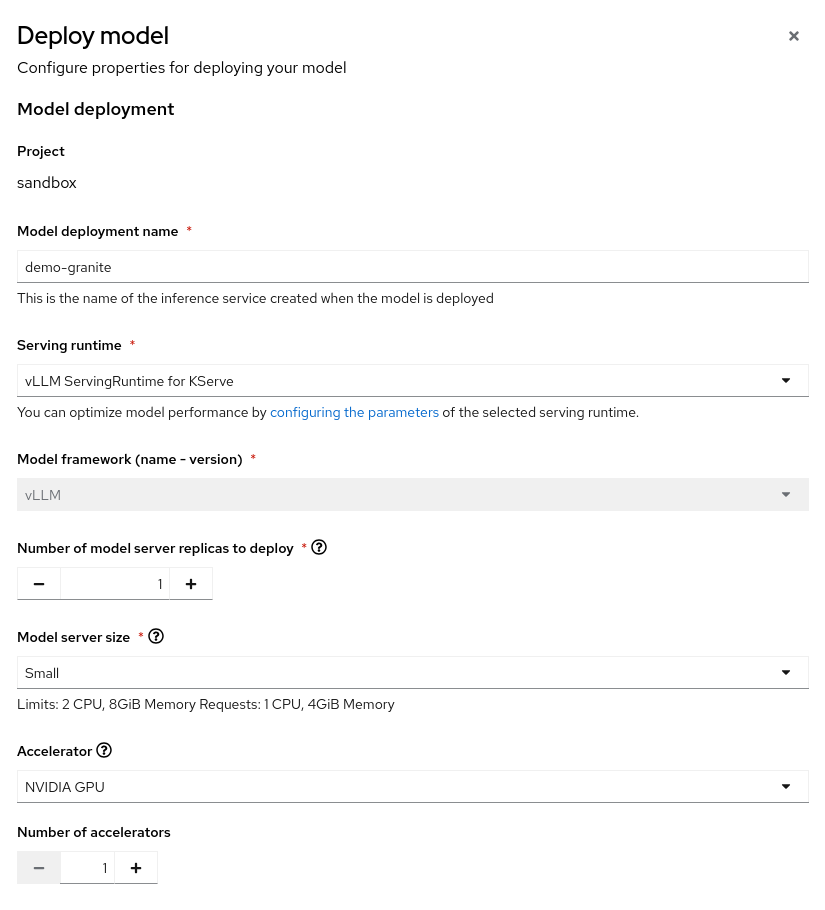 Deploy model
Configure properties for deploying your model
Model deployment
Project
sandbox
Model deployment name *
demo-granite
This is the name of the inference service created when the model is deployed
Serving runtime *
vLLM ServingRuntime for KServe
You can optimize model performance by configuring the parameters of the selected serving runtime.
Model framework (name - version) *
vLLM
Number of model server replicas to deploy *
1
Model server size *
Small
Limits: 2 CPU, 8GiB Memory Requests: 1 CPU, 4GiB Memory
Accelerator
NVIDIA GPU
Number of accelerators
1